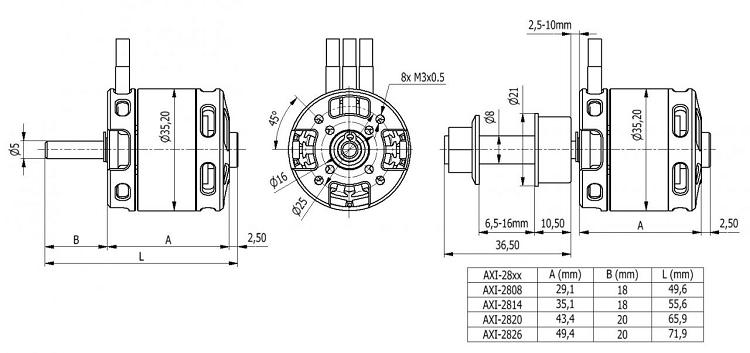 2,5-10mm
8x M3x0.5
Ø21
Ø8
45°
Ø5
Ø35,20
Ø16
Ø25
Ø35,20
B
A
2,50
L
6,5-16mm
10,50
36,50
A
2,50
AXI-28xx A (mm) B (mm) L (mm)
AXI-2808 29,1 18 49,6
AXI-2814 35,1 18 55,6
AXI-2820 43,4 20 65,9
AXI-2826 49,4 20 71,9